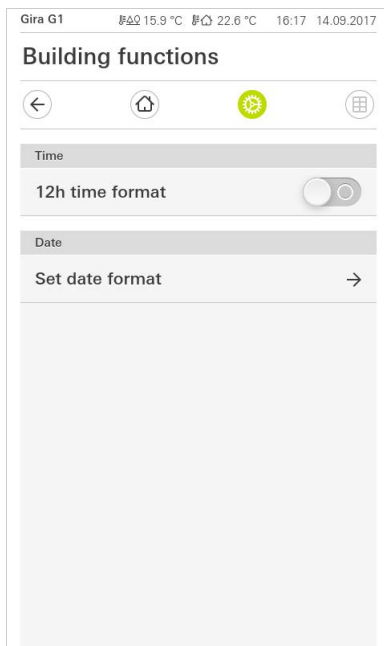 Gira G1 15.9 °C 22.6 °C 16:17 14.09.2017
Building functions
Time
12h time format
Date
Set date format